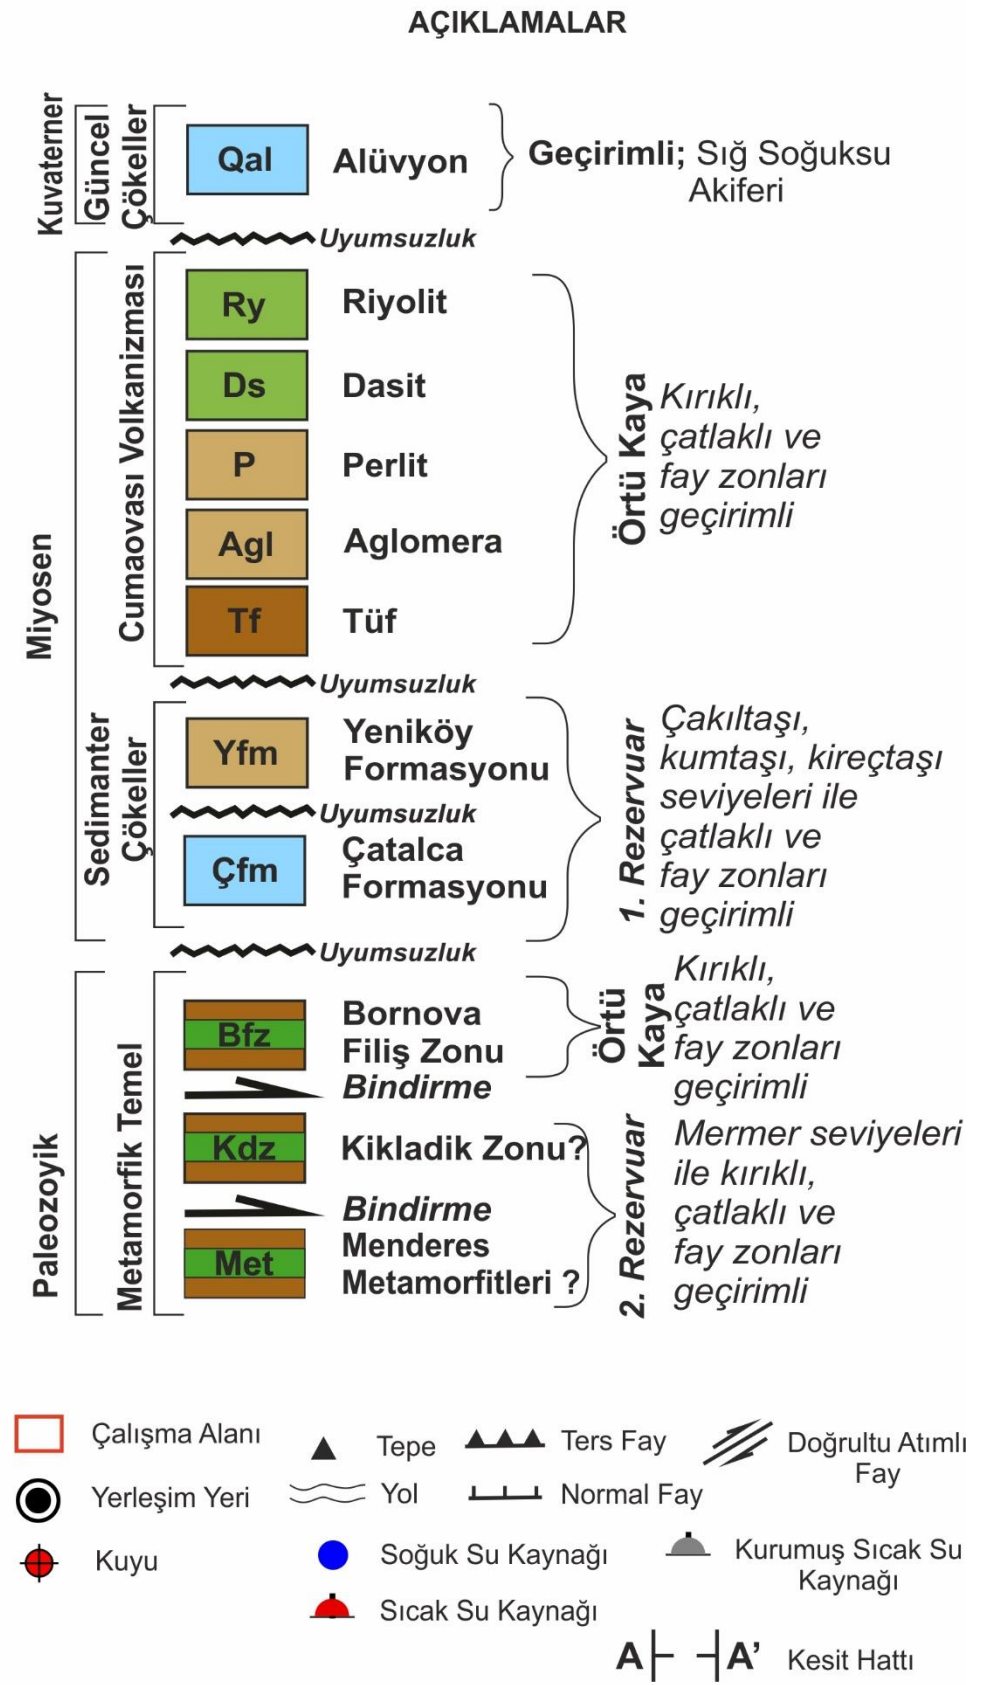 AÇIKLAMALAR
Kuvaterner
Güncel
Çökeller
Qal
Alüvyon
Geçirimli; Sığ Soğuksu
Akiferi
Uyumsuzluk
Miyosen
Cumaovası Volkanizması
Ry
Riyolit
Ds
Dasit
P
Perlit
Agl
Aglomera
Tf
Tüf
Örtü Kaya
Kırıklı,
çatlaklı ve
fay zonları
geçirimli
Uyumsuzluk
Sedimanter
Çökeller
Yfm
Yeniköy
Formasyonu
Uyumsuzluk
Çfm
Çatalca
Formasyonu
1. Rezervuar
Çakıltaşı,
kumtaşı, kireçtaşı
seviyeleri ile
çatlaklı ve
fay zonları
geçirimli
Uyumsuzluk
Paleozoyik
Metamorfik Temel
Bfz
Bornova
Filiş Zonu
Örtü
Kaya
Kırıklı,
çatlaklı ve
fay zonları
geçirimli
Bindirme
Kdz
Kikladik Zonu?
Bindirme
Met
Menderes
Metamorfitleri ?
2. Rezervuar
Mermer seviyeleri
ile kırıklı,
çatlaklı ve
fay zonları
geçirimli
Çalışma Alanı
Tepe
Ters Fay
Doğrultu Atımlı
Fay
Yerleşim Yeri
Yol
Normal Fay
Kuyu
Soğuk Su Kaynağı
Kurumuş Sıcak Su
Kaynağı
Sıcak Su Kaynağı
A A'
Kesit Hattı